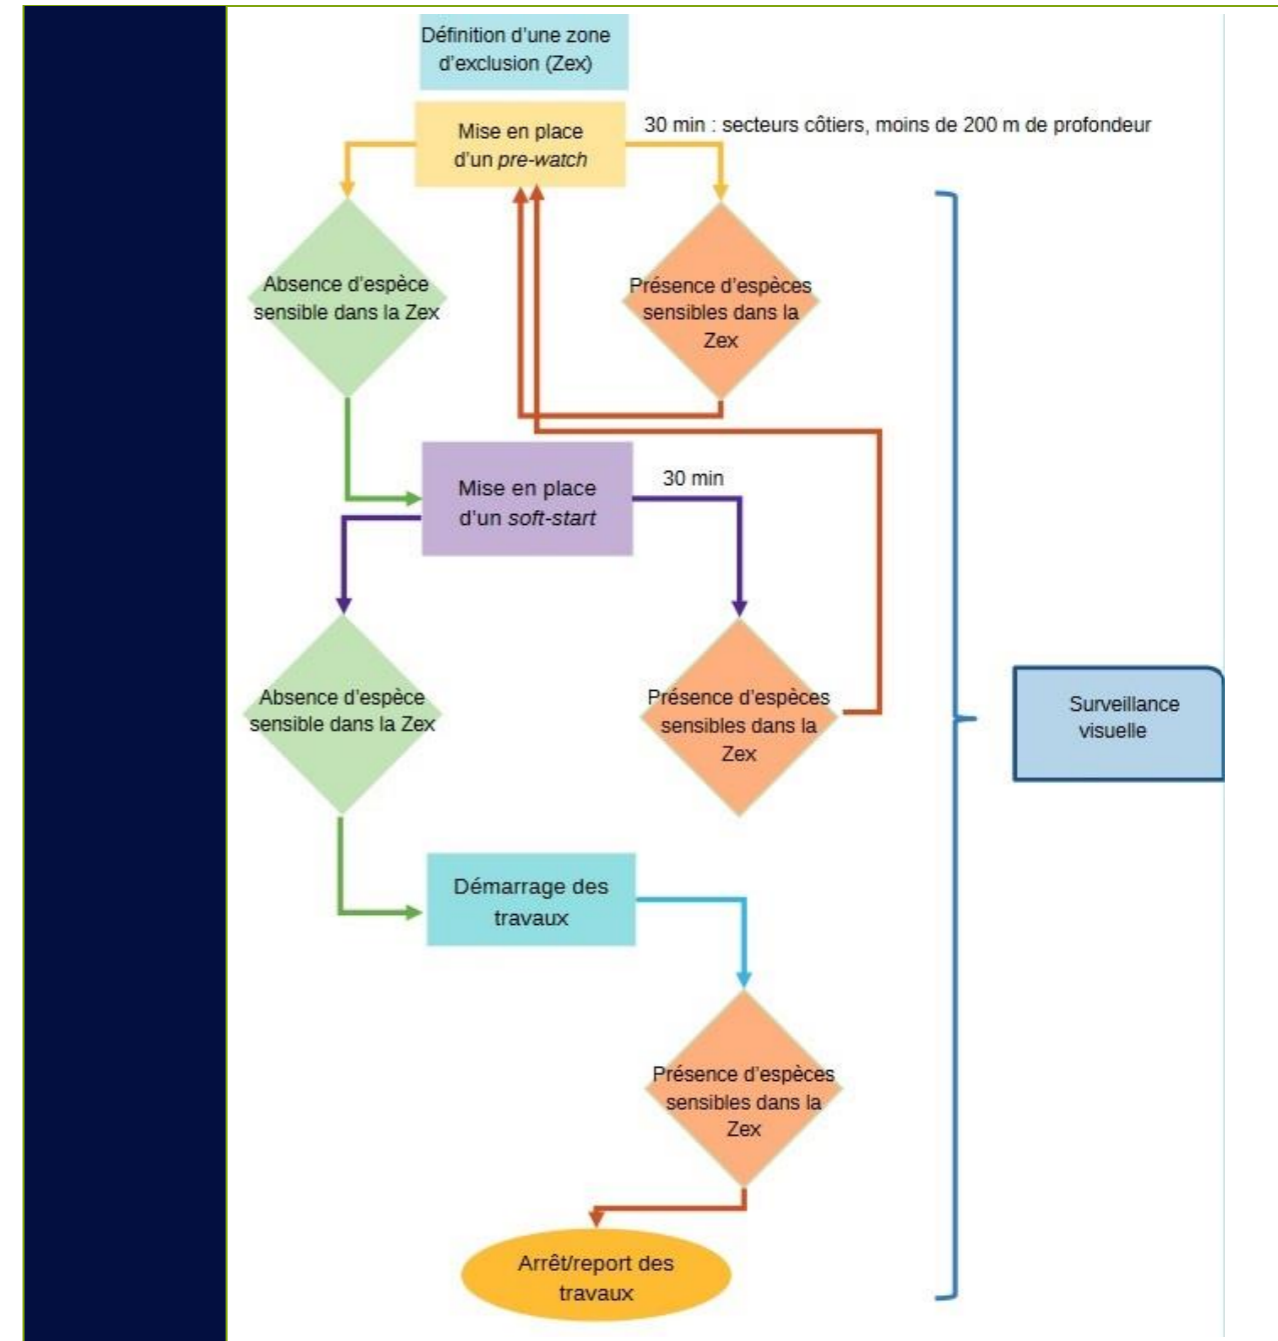 Définition d'une zone
d'exclusion (Zex)
Mise en place
d'un pre-watch
30 min : secteurs côtiers, moins de 200 m de profondeur
Absence d'espèce
sensible dans la Zex
Présence d'espèces
sensibles dans la
Zex
Mise en place
d'un soft-start
30 min
Absence d'espèce
sensible dans la Zex
Présence d'espèces
sensibles dans la
Zex
Surveillance
visuelle
Démarrage des
travaux
Présence d'espèces
sensibles dans la
Zex
Arrêt/report des
travaux